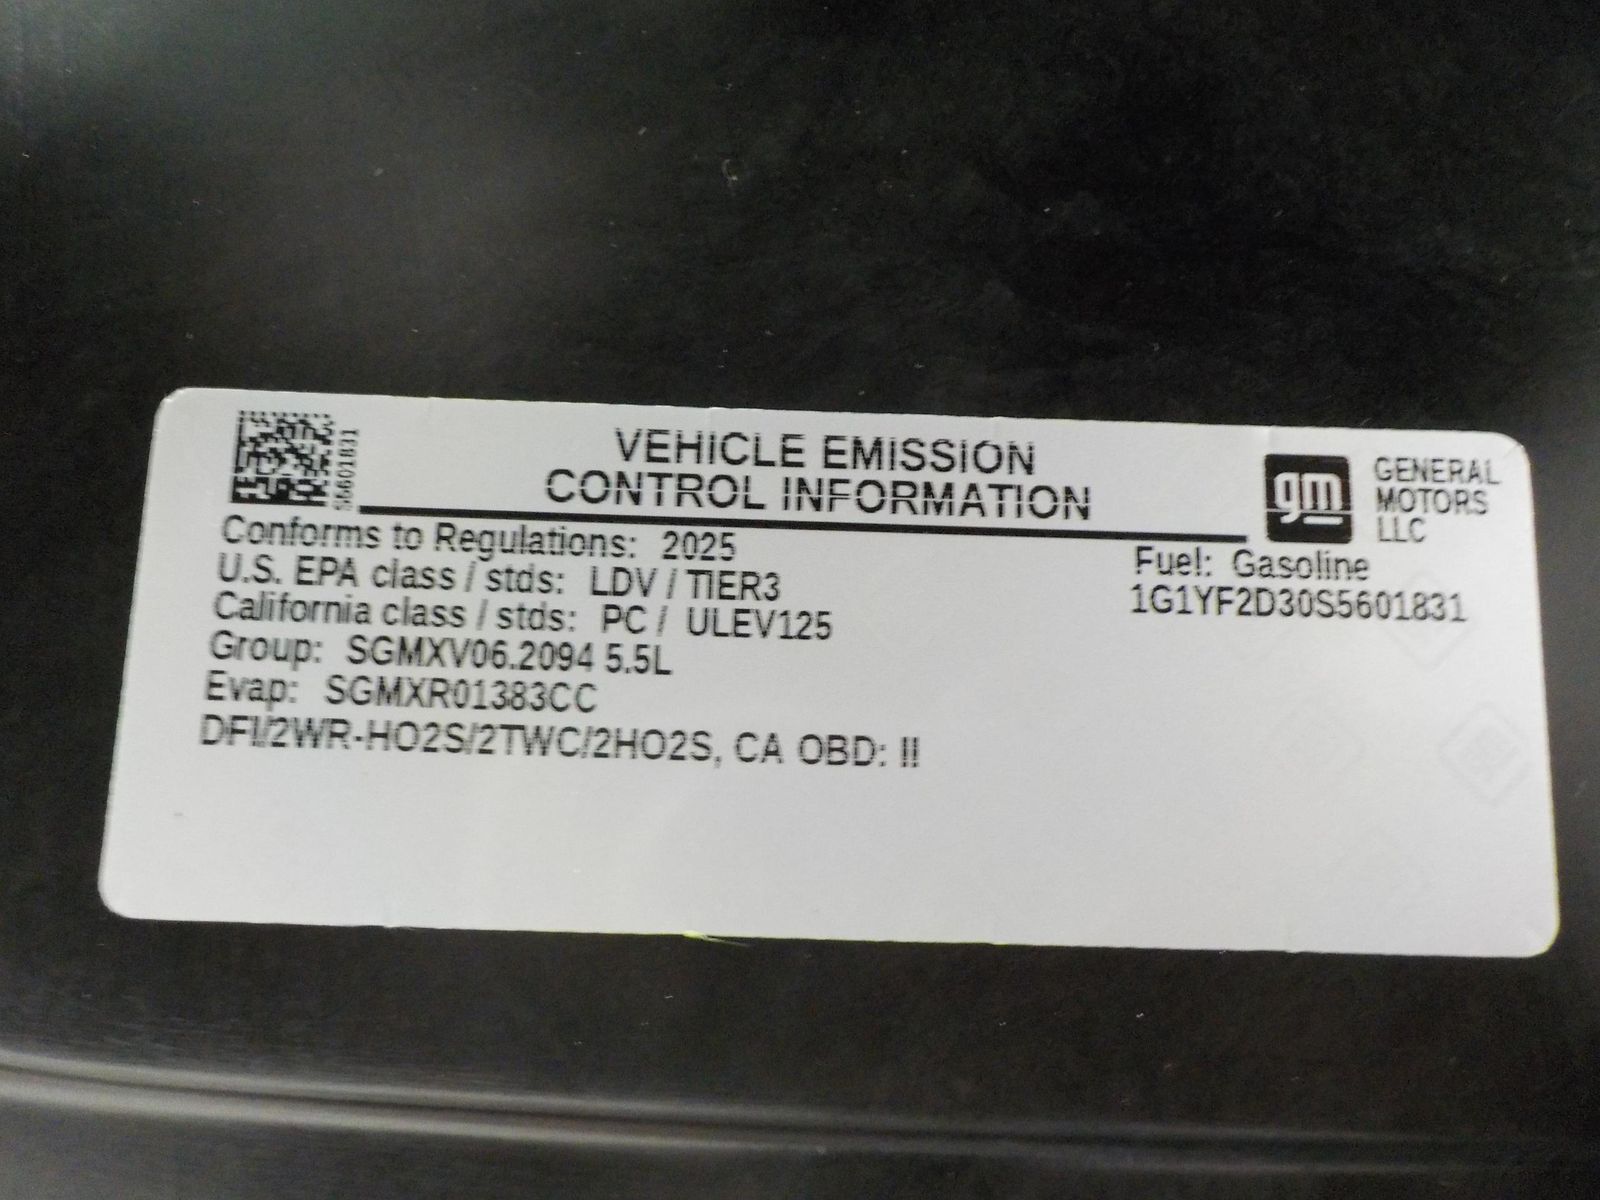 S5601831
VEHICLE EMISSION
CONTROL INFORMATION
gm
GENERAL
MOTORS
LLC
Conforms to Regulations: 2025
U.S. EPA class / stds: LDV / TIER3
California class / stds: PC / ULEV125
Group: SGMXV06.2094 5.5L
Evap: SGMXR01383CC
DFI/2WR-HO2S/2TWC/2HO2S, CA OBD: II
Fuel: Gasoline
1G1YF2D30S5601831